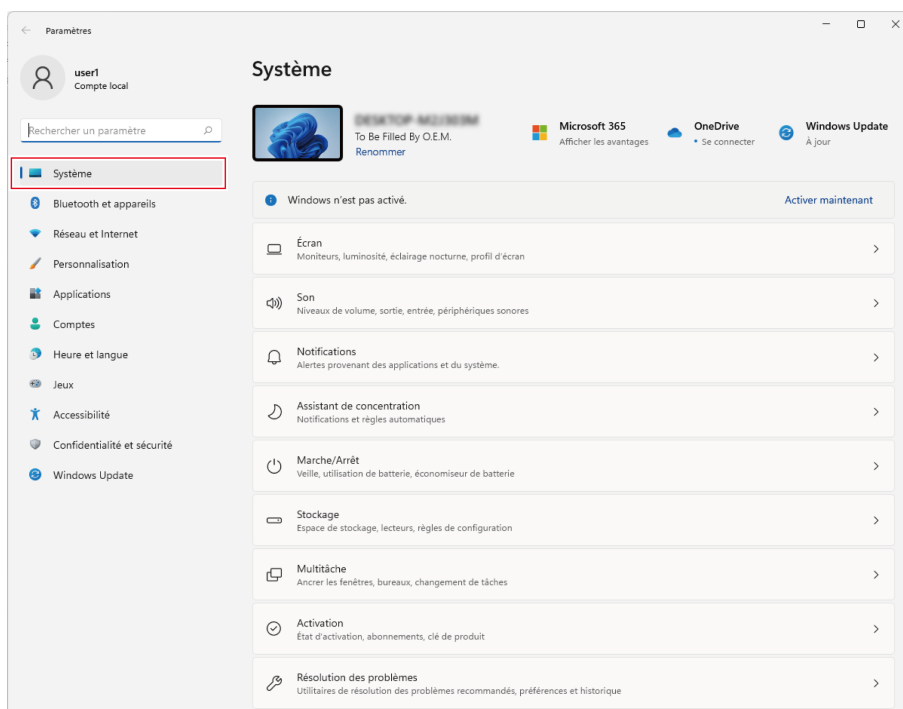 Paramètres
user1
Compte local
Rechercher un paramètre
Système
Bluetooth et appareils
Réseau et Internet
Personnalisation
Applications
Comptes
Heure et langue
Jeux
Accessibilité
Confidentialité et sécurité
Windows Update
Système
To Be Filled By O.E.M.
Renommer
Microsoft 365
Afficher les avantages
OneDrive
Se connecter
Windows Update
À jour
Windows n'est pas activé.
Activer maintenant
Écran
Moniteurs, luminosité, éclairage nocturne, profil d'écran
Son
Niveaux de volume, sortie, entrée, périphériques sonores
Notifications
Alertes provenant des applications et du système.
Assistant de concentration
Notifications et règles automatiques
Marche/Arrêt
Veille, utilisation de batterie, économiseur de batterie
Stockage
Espace de stockage, lecteurs, règles de configuration
Multitâche
Ancrer les fenêtres, bureaux, changement de tâches
Activation
État d'activation, abonnements, clé de produit
Résolution des problèmes
Utilitaires de résolution des problèmes recommandés, préférences et historique